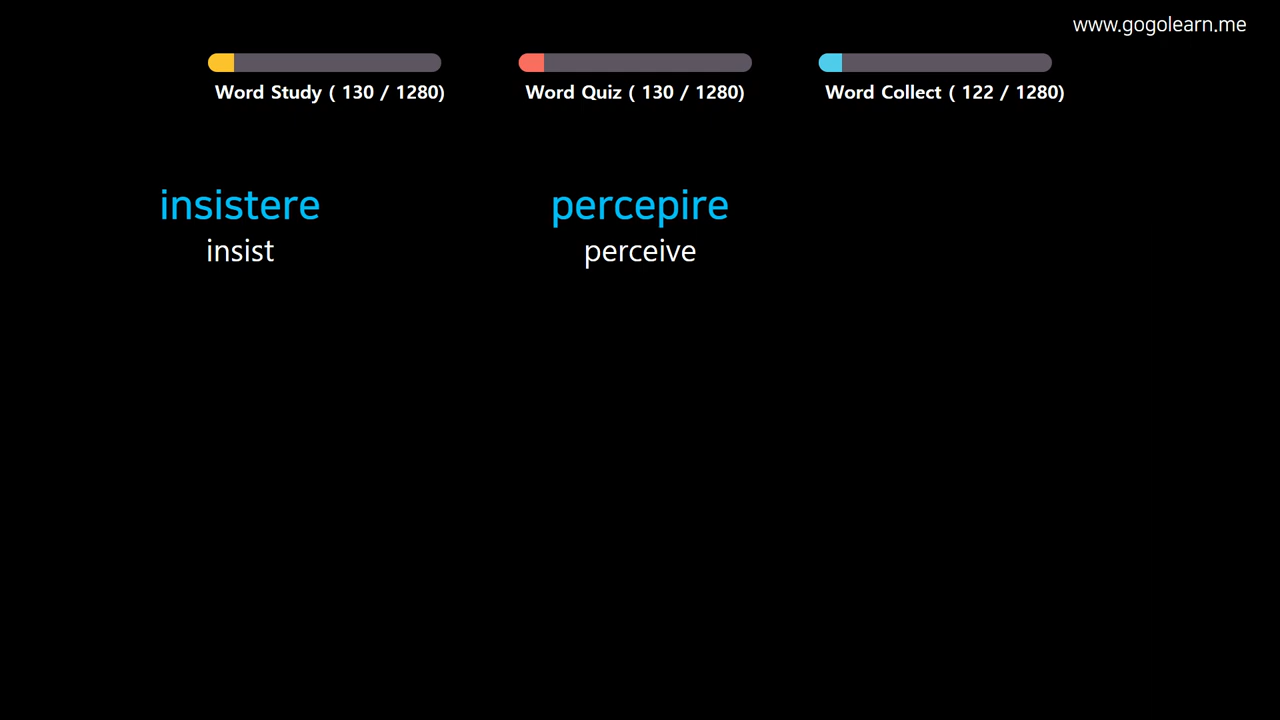 www.gogolearn.me
Word Study ( 130 / 1280)
Word Quiz ( 130 / 1280)
Word Collect ( 122 / 1280)
insistere
insist
percepire
perceive